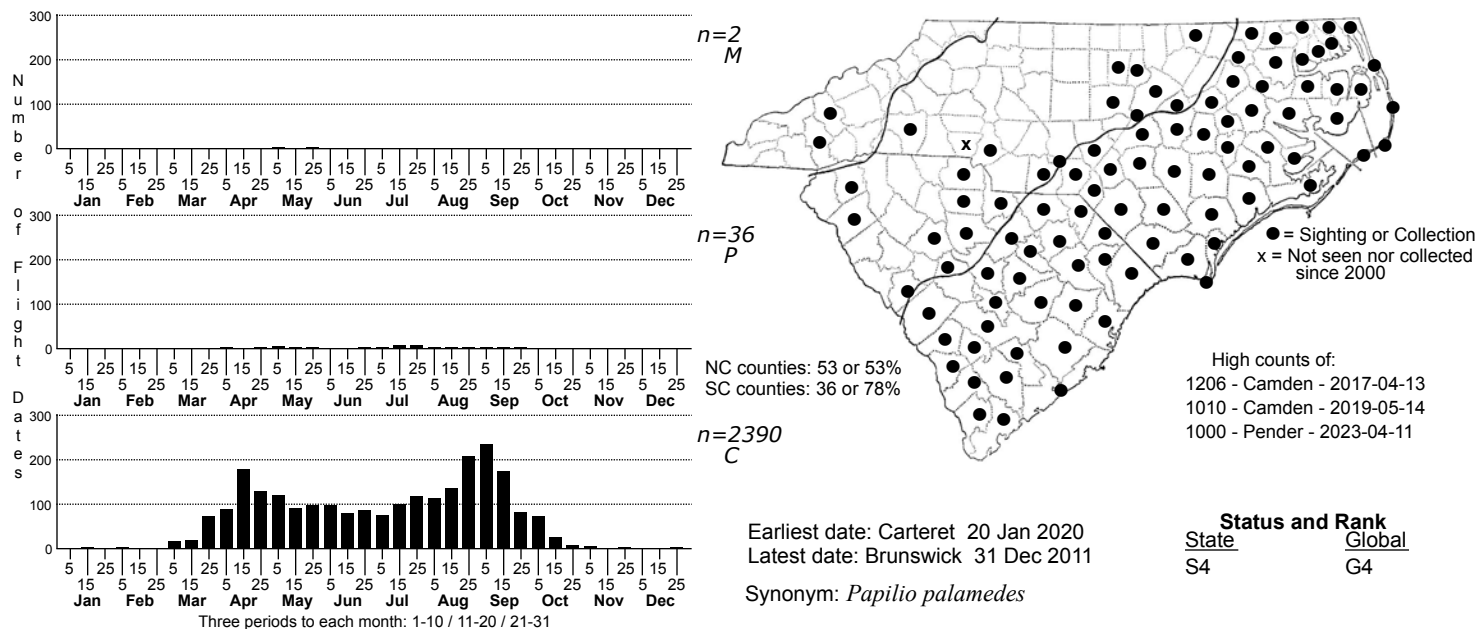 Number of Flight Dates
300
200
100
0
5 15 25 5 15 25 5 15 25 5 15 25 5 15 25 5 15 25 5 15 25 5 15 25 5 15 25 5 15 25 5 15 25 5 15 25
Jan Feb Mar Apr May Jun Jul Aug Sep Oct Nov Dec
n=2
M
300
200
100
0
5 15 25 5 15 25 5 15 25 5 15 25 5 15 25 5 15 25 5 15 25 5 15 25 5 15 25 5 15 25 5 15 25 5 15 25
Jan Feb Mar Apr May Jun Jul Aug Sep Oct Nov Dec
n=36
P
300
200
100
0
5 15 25 5 15 25 5 15 25 5 15 25 5 15 25 5 15 25 5 15 25 5 15 25 5 15 25 5 15 25 5 15 25 5 15 25
Jan Feb Mar Apr May Jun Jul Aug Sep Oct Nov Dec
n=2390
C
Three periods to each month: 1-10 / 11-20 / 21-31
x
● = Sighting or Collection
x = Not seen nor collected
since 2000
NC counties: 53 or 53%
SC counties: 36 or 78%
High counts of:
1206 - Camden - 2017-04-13
1010 - Camden - 2019-05-14
1000 - Pender - 2023-04-11
Earliest date: Carteret 20 Jan 2020
Latest date: Brunswick 31 Dec 2011
Synonym: Papilio palamedes
Status and Rank
State Global
S4 G4